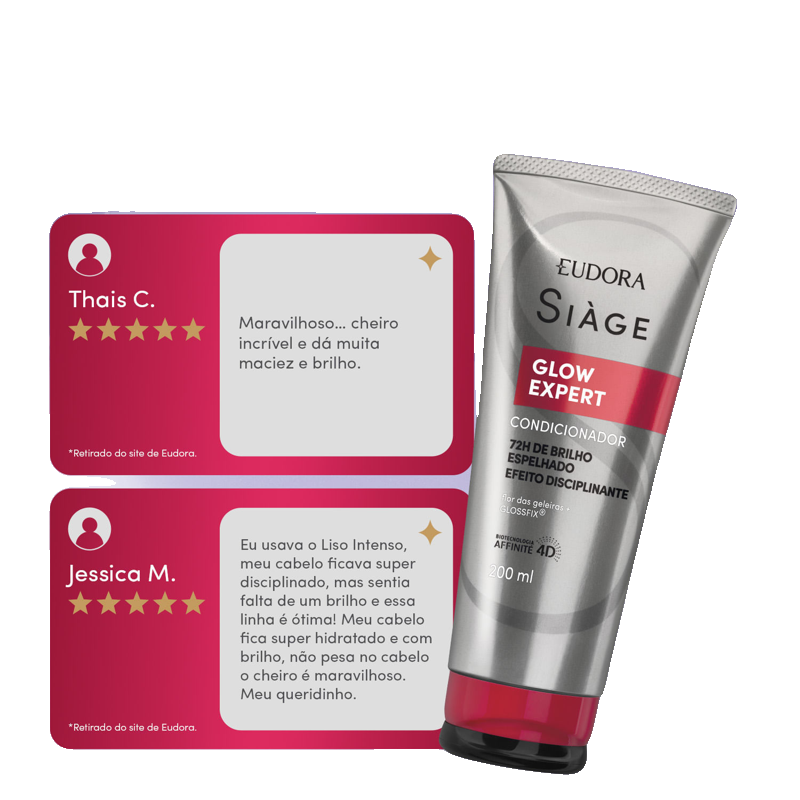 Thais C.
*Retirado do site de Eudora.
Maravilhoso... cheiro
incrível e dá muita
maciez e brilho.
Jessica M.
*Retirado do site de Eudora.
Eu usava o Liso Intenso,
meu cabelo ficava super
disciplinado, mas sentia
falta de um brilho e essa
linha é ótima! Meu cabelo
fica super hidratado e com
brilho, não pesa no cabelo
o cheiro é maravilhoso.
Meu queridinho.
EUDORA
SIÀGE
GLOW
EXPERT
CONDICIONADOR
72H DE BRILHO
ESPELHADO
EFEITO DISCIPLINANTE
flor das geleiras +
GLOSSFIX®
BIOTECNOLOGIA
AFFINITÉ 4D
200 ml